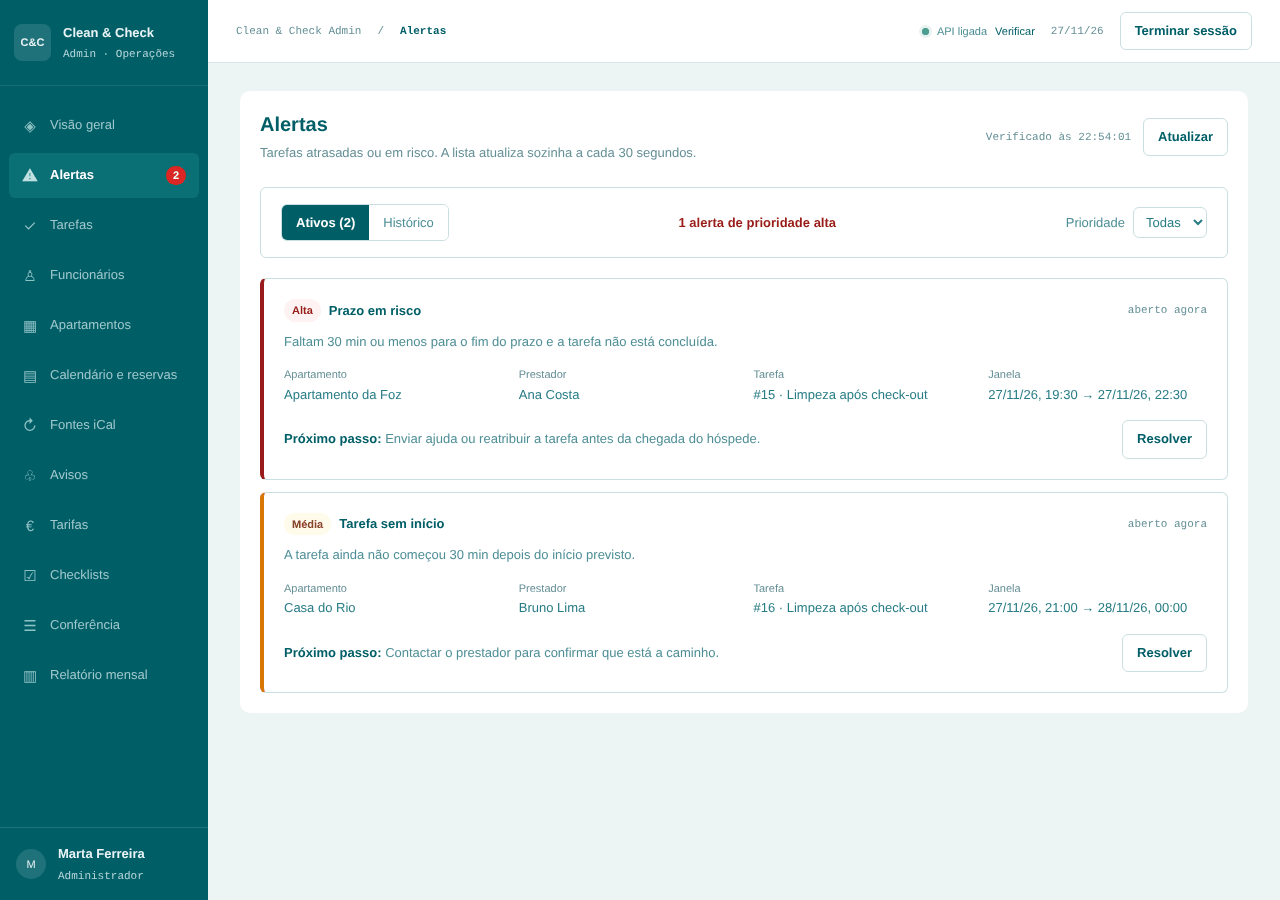 C&C
Clean & Check
Admin · Operações
Visão geral
Alertas
2
Tarefas
Funcionários
Apartamentos
Calendário e reservas
Fontes iCal
Avisos
€ Tarifas
Checklists
Conferência
Relatório mensal
M
Marta Ferreira
Administrador
Clean & Check Admin / Alertas
API ligada Verificar 27/11/26 Terminar sessão
Alertas
Tarefas atrasadas ou em risco. A lista atualiza sozinha a cada 30 segundos.
Verificado às 22:54:01 Atualizar
Ativos (2) Histórico 1 alerta de prioridade alta Prioridade Todas
Alta Prazo em risco aberto agora
Faltam 30 min ou menos para o fim do prazo e a tarefa não está concluída.
Apartamento Prestador Tarefa Janela
Apartamento da Foz Ana Costa #15 · Limpeza após check-out 27/11/26, 19:30 → 27/11/26, 22:30
Próximo passo: Enviar ajuda ou reatribuir a tarefa antes da chegada do hóspede. Resolver
Média Tarefa sem início aberto agora
A tarefa ainda não começou 30 min depois do início previsto.
Apartamento Prestador Tarefa Janela
Casa do Rio Bruno Lima #16 · Limpeza após check-out 27/11/26, 21:00 → 28/11/26, 00:00
Próximo passo: Contactar o prestador para confirmar que está a caminho. Resolver